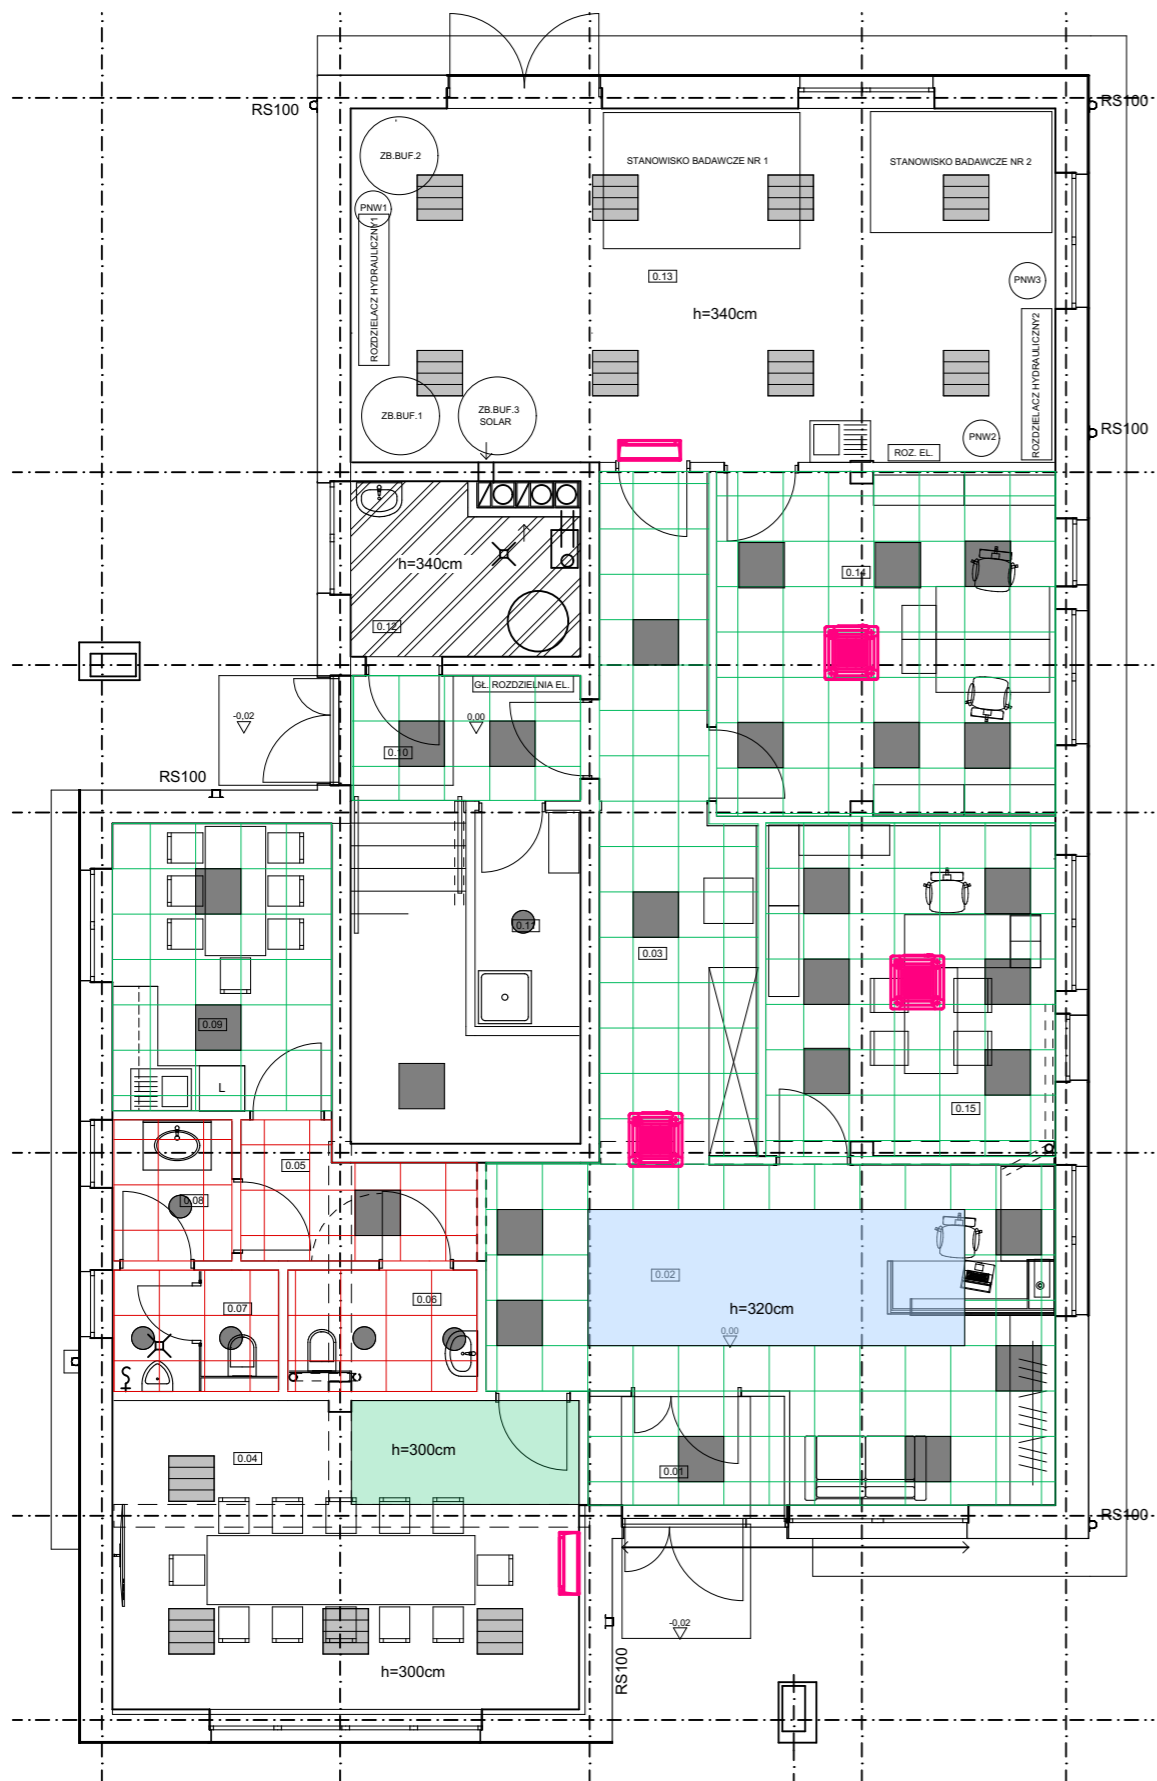 RS100
RS100
ZB.BUF.2
STANOWISKO BADAWCZE NR 1
STANOWISKO BADAWCZE NR 2
PNW1
ROZDZIELACZ HYDRAULICZNY1
0.13
PNW3
h=340cm
ROZDZIELACZ HYDRAULICZNY2
ZB.BUF.1
ZB.BUF.3
SOLAR
RS100
PNW2
ROZ. EL.
h=340cm
0.14
0.12
GŁ. ROZDZIELNIA EL.
-0,02
0,00
0.10
RS100
0.11
0.03
0.09
L
0.15
0.05
0.08
0.02
0.06
0.07
h=320cm
0,00
h=300cm
0.04
0.01
RS100
-0,02
RS100
h=300cm